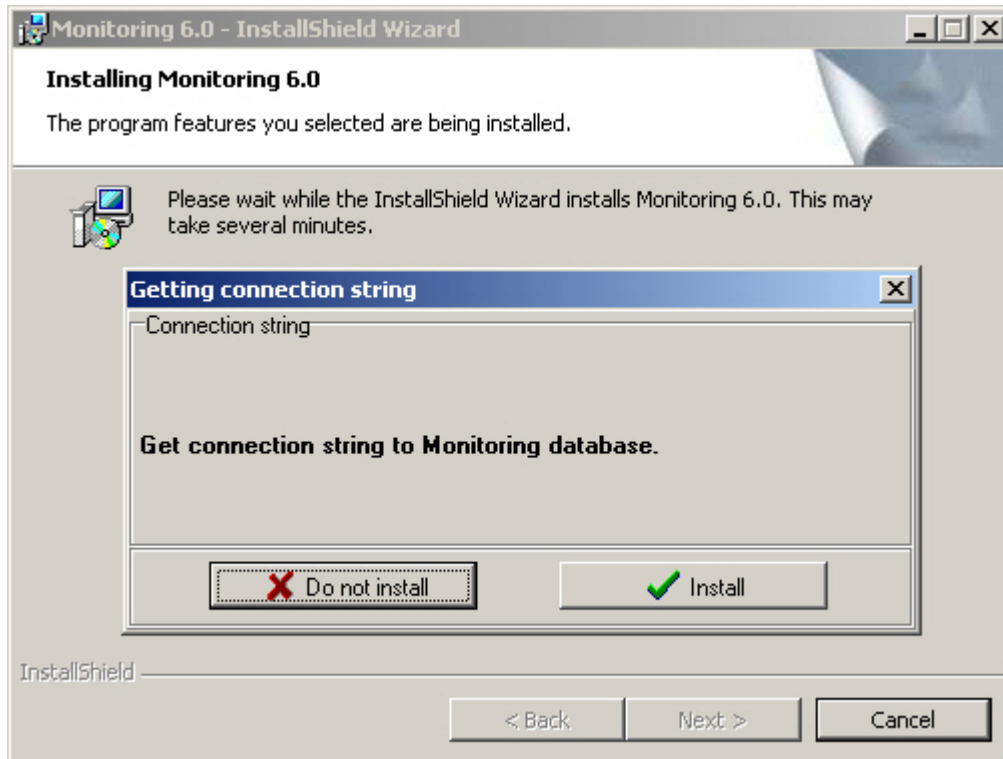 Monitoring 6.0 - InstallShield Wizard
Installing Monitoring 6.0
The program features you selected are being installed.
Please wait while the InstallShield Wizard installs Monitoring 6.0. This may
take several minutes.
Getting connection string
Connection string
Get connection string to Monitoring database.
Do not install
Install
InstallShield
< Back
Next >
Cancel